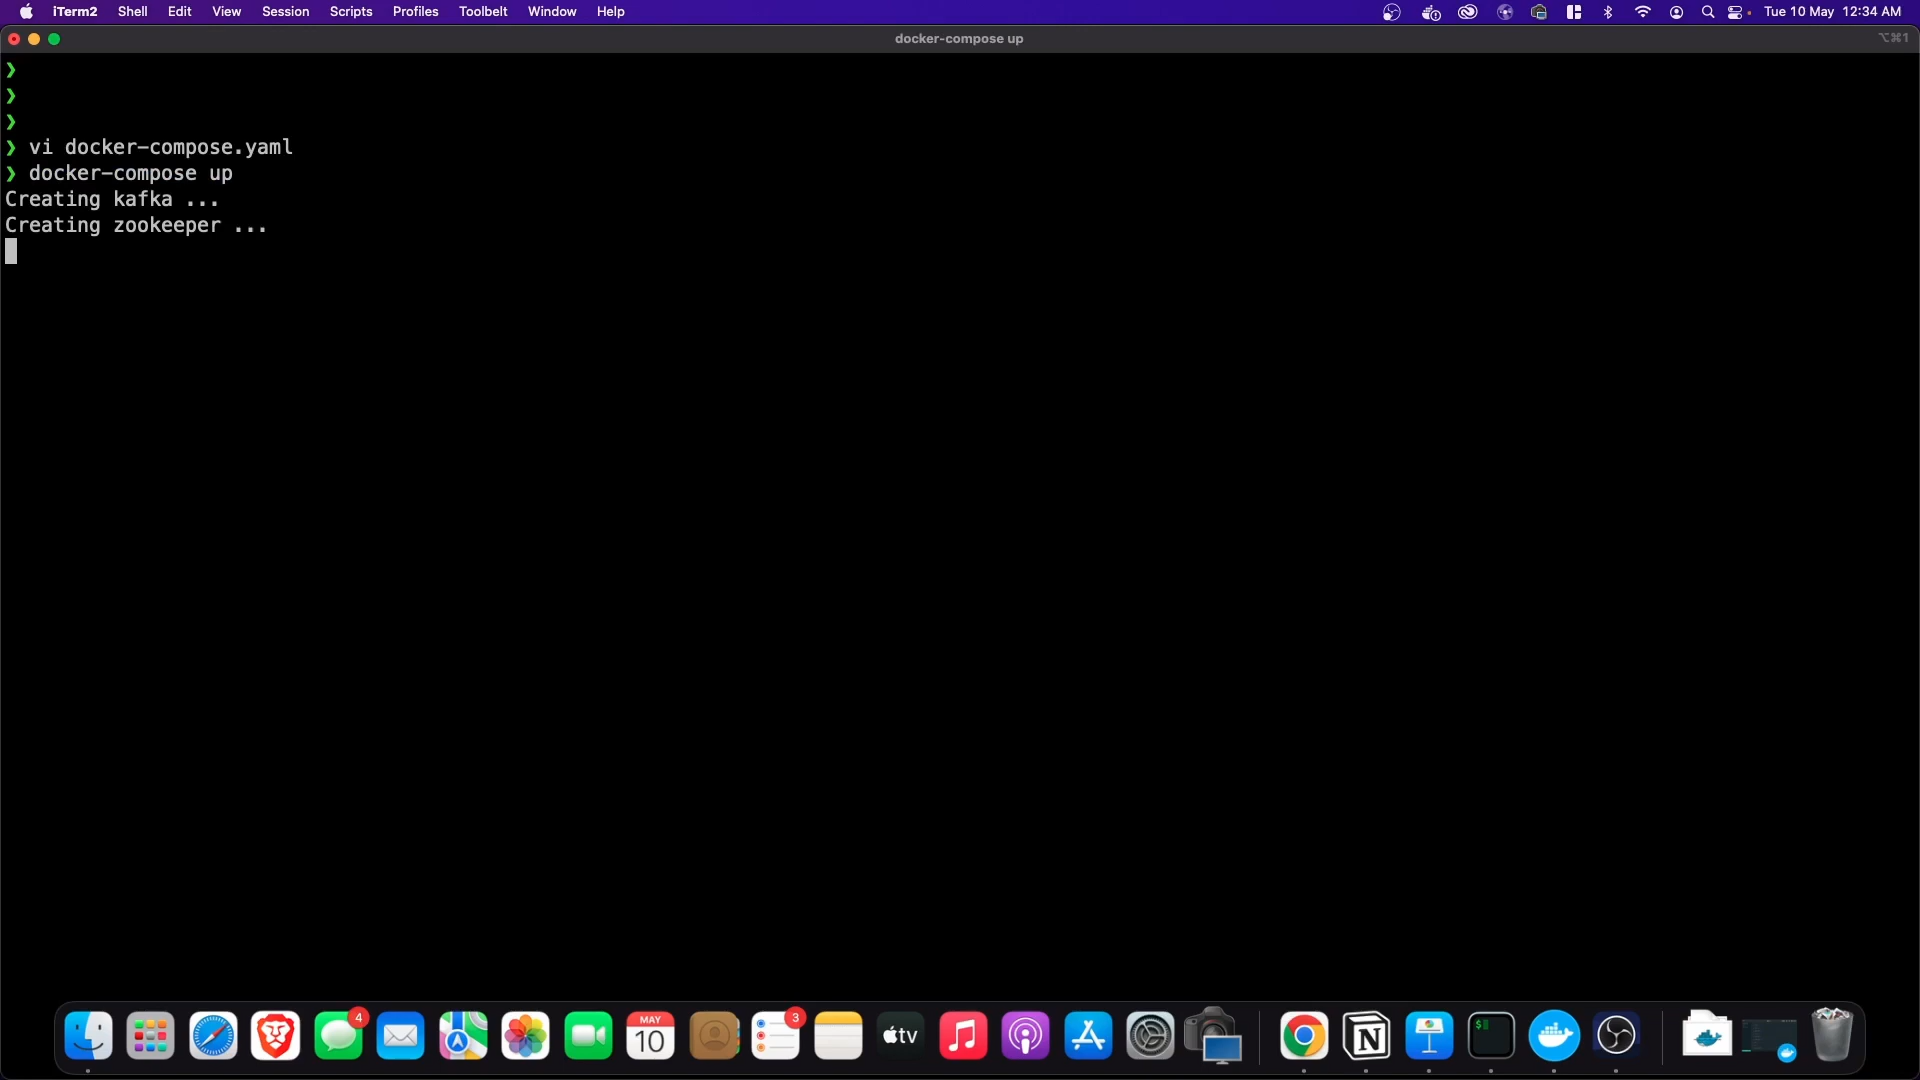 iTerm2 Shell Edit View Session Scripts Profiles Toolbelt Window Help Tue 10 May 12:34 AM
docker-compose up ⌥⌘1
❯
❯
❯
❯ vi docker-compose.yaml
❯ docker-compose up
Creating kafka ...
Creating zookeeper ...
4
MAY
10
3
tv
$